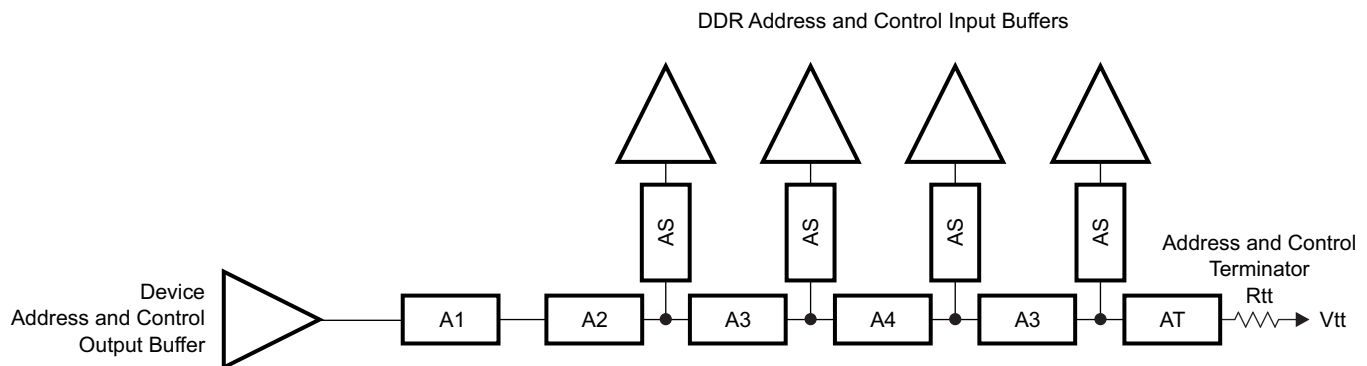 DDR Address and Control Input Buffers
AS
AS
AS
AS
Device
Address and Control
Output Buffer
A1
A2
A3
A4
A3
AT
Address and Control
Terminator
Rtt
Vtt